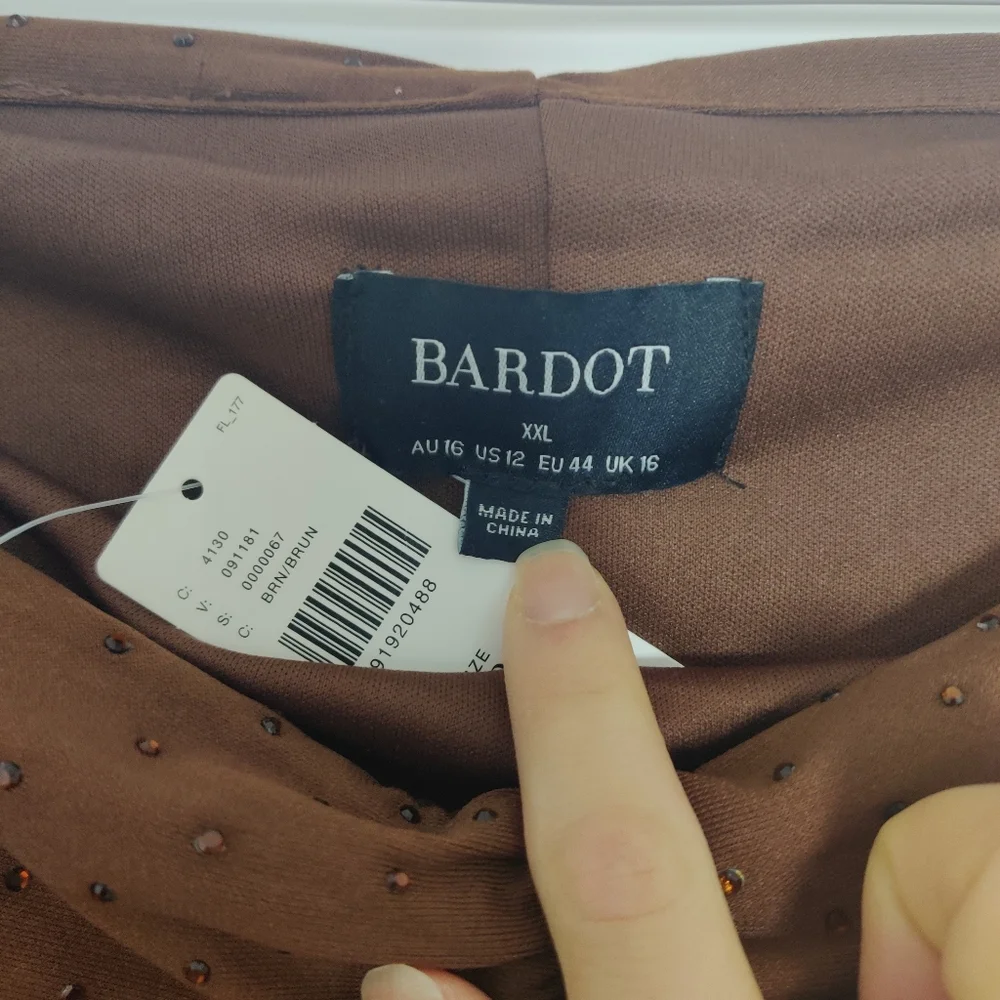 BARDOT
XXL
AU 16 US 12 EU 44 UK 16
MADE IN
CHINA
FL_177
C: 4130
V: 091181
S: 0000067
C: BRN/BRUN
91920488